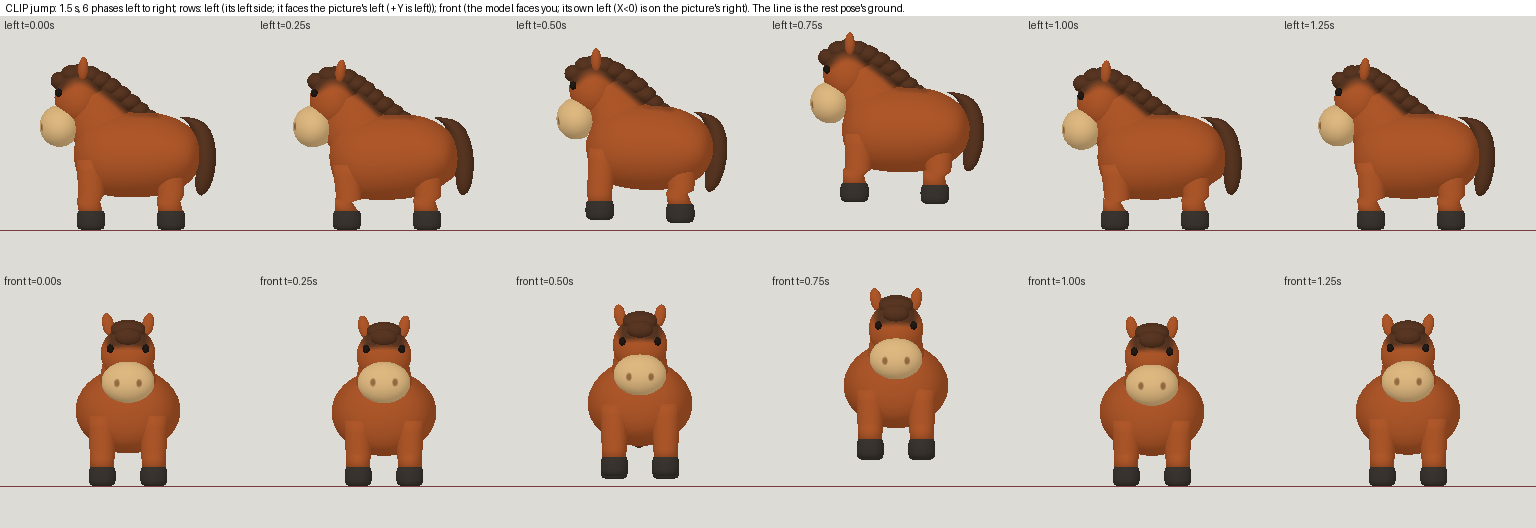 CLIP jump: 1.5 s, 6 phases left to right; rows: left (its left side; it faces the picture's left (+Y is left)); front (the model faces you; its own left (X<0) is on the picture's right). The line is the rest pose's ground.
left t=0.00s
left t=0.25s
left t=0.50s
left t=0.75s
left t=1.00s
left t=1.25s
front t=0.00s
front t=0.25s
front t=0.50s
front t=0.75s
front t=1.00s
front t=1.25s